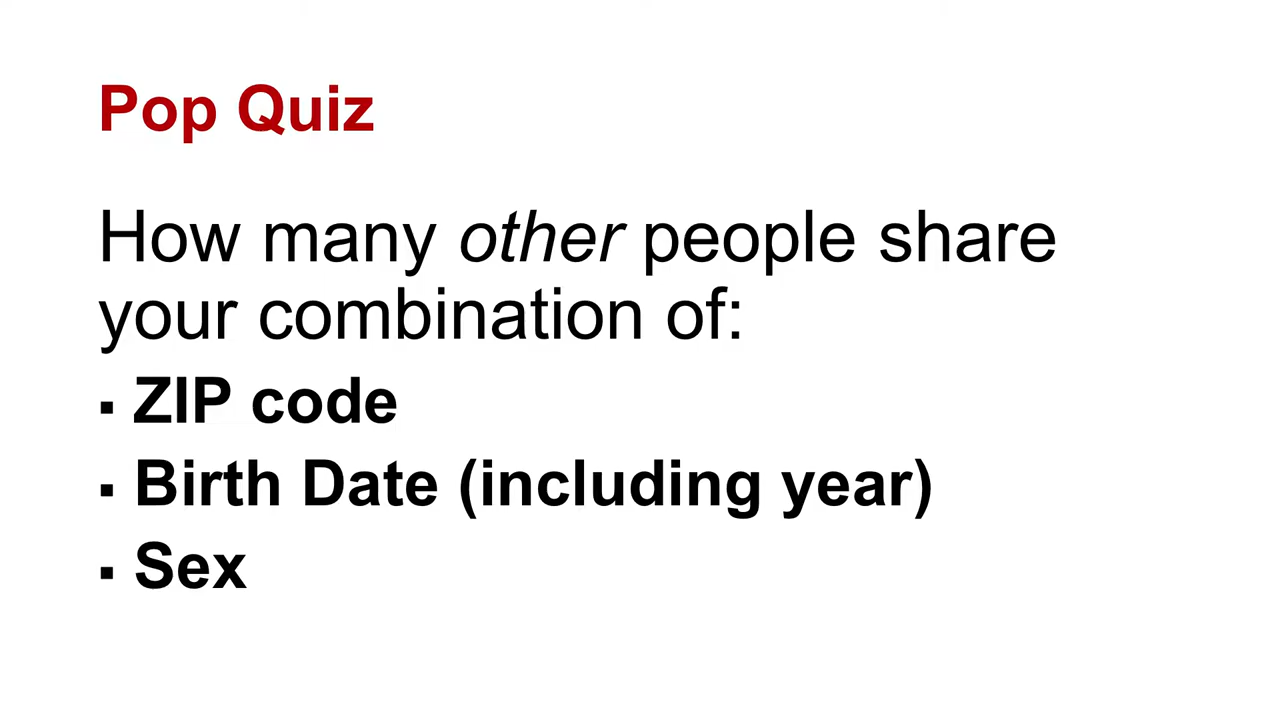 Pop Quiz
How many other people share
your combination of:
▪ ZIP code
▪ Birth Date (including year)
▪ Sex